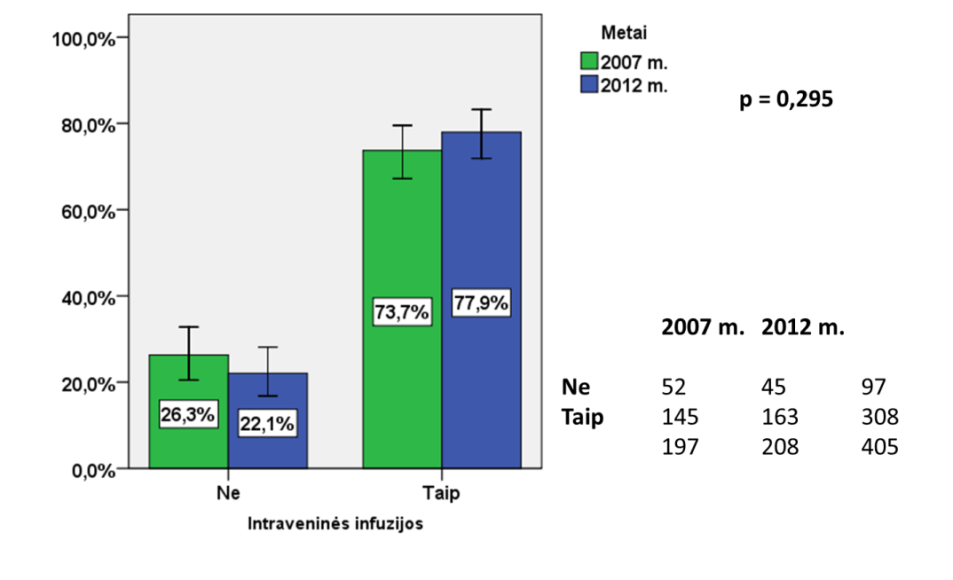 100,0%
80,0%
60,0%
40,0%
20,0%
0,0%
26,3%
22,1%
73,7%
77,9%
Ne
Taip
Intraveninės infuzijos
Metai
2007 m.
2012 m.
p = 0,295
2007 m. 2012 m.
Ne 52 45 97
Taip 145 163 308
197 208 405